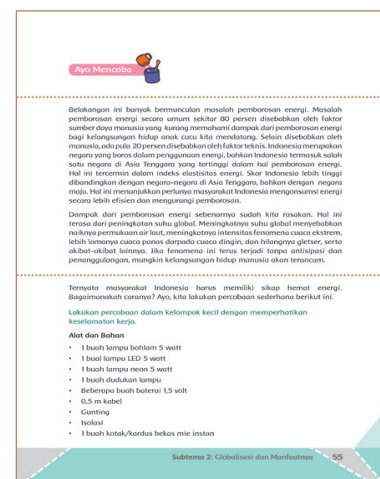 Ayo Mencoba
Belakangan ini banyak bermunculan masalah pemborosan energi. Masalah
pemborosan energi secara umum sekitar 80 persen disebabkan oleh faktor
sumber daya manusia yang kurang memahami dampak dari pemborosan energi
bagi kelangsungan hidup anak cucu kita mendatang. Selain disebabkan oleh
manusia, ada pula 20 persen disebabkan oleh faktor teknis. Indonesia merupakan
negara yang boros dalam penggunaan energi, bahkan Indonesia termasuk salah
satu negara di Asia Tenggara yang tertinggi dalam hal pemborosan energi.
Hal ini tercermin dalam indeks elastisitas energi. Skor Indonesia lebih tinggi
dibandingkan dengan negara-negara di Asia Tenggara, bahkan dengan negara
maju. Hal ini menunjukkan perlunya masyarakat Indonesia mengonsumsi energi
secara lebih efisien dan mengurangi pemborosan.
Dampak dari pemborosan energi sebenarnya sudah kita rasakan. Hal ini
terasa dari peningkatan suhu global. Meningkatnya suhu global menyebabkan
naiknya permukaan air laut, meningkatnya intensitas fenomena cuaca ekstrem,
lebih lamanya cuaca panas darpada cuaca dingin, dan hilangnya gletser, serta
akibat-akibat lainnya. Jika fenomena ini terus terjadi tanpa antisipasi dan
penanggulangan, mungkin kelangsungan hidup manusia akan terancam.
Ternyata masyarakat Indonesia harus memiliki sikap hemat energi.
Bagaimanakah caranya? Ayo, kita lakukan percobaan sederhana berikut ini.
Lakukan percobaan dalam kelompok kecil dengan memperhatikan
keselamatan kerja.
Alat dan Bahan
• 1 buah lampu bohlam 5 watt
• 1 bual lampu LED 5 watt
• 1 buah lampu neon 5 watt
• 1 buah dudukan lampu
• Beberapa buah baterai 1,5 volt
• 0,5 m kabel
• Gunting
• Isolasi
• 1 buah kotak/kardus bekas mie instan
Subtema 2: Globalisasi dan Manfaatnya 55